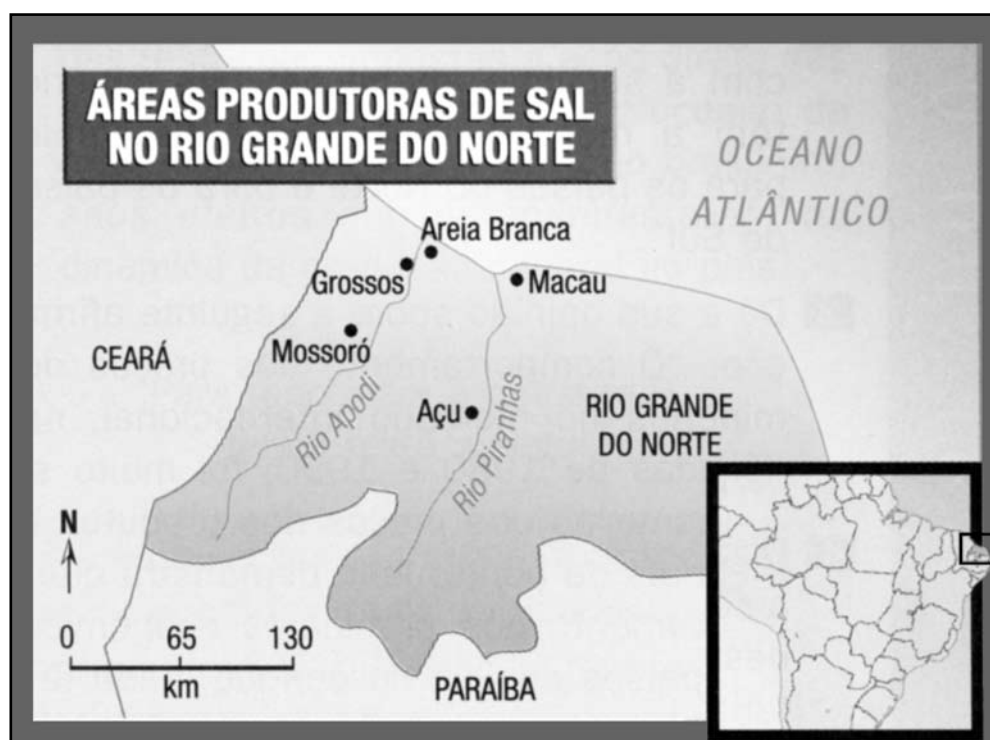 ÁREAS PRODUTORAS DE SAL
NO RIO GRANDE DO NORTE
OCEANO
ATLÂNTICO
Areia Branca
Grossos
Macau
Mossoró
CEARÁ
Açu
Rio Apodi
Rio Piranhas
RIO GRANDE
DO NORTE
N
0 65 130
km
PARAÍBA